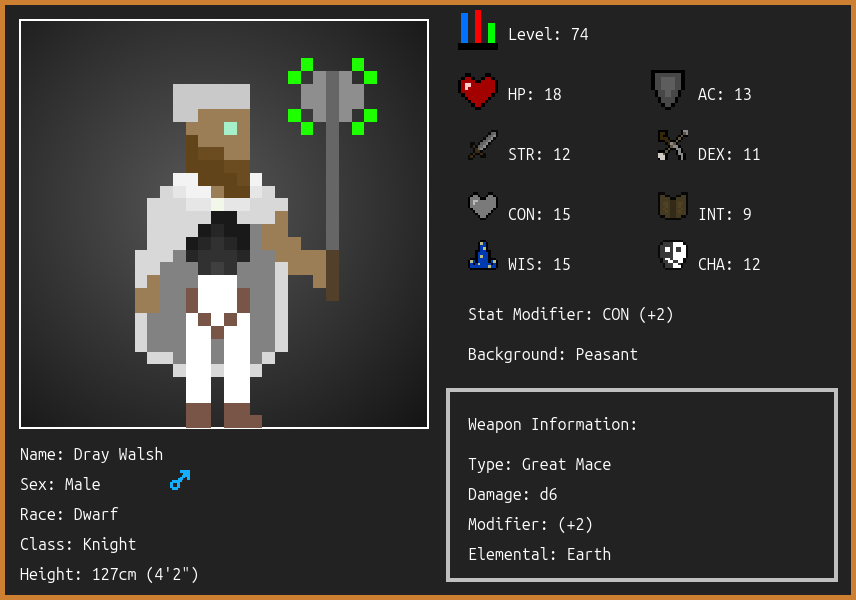 Level: 74
HP: 18
AC: 13
STR: 12
DEX: 11
CON: 15
INT: 9
WIS: 15
CHA: 12
Stat Modifier: CON (+2)
Background: Peasant
Weapon Information:
Type: Great Mace
Damage: d6
Modifier: (+2)
Elemental: Earth
Name: Dray Walsh
Sex: Male
Race: Dwarf
Class: Knight
Height: 127cm (4'2")